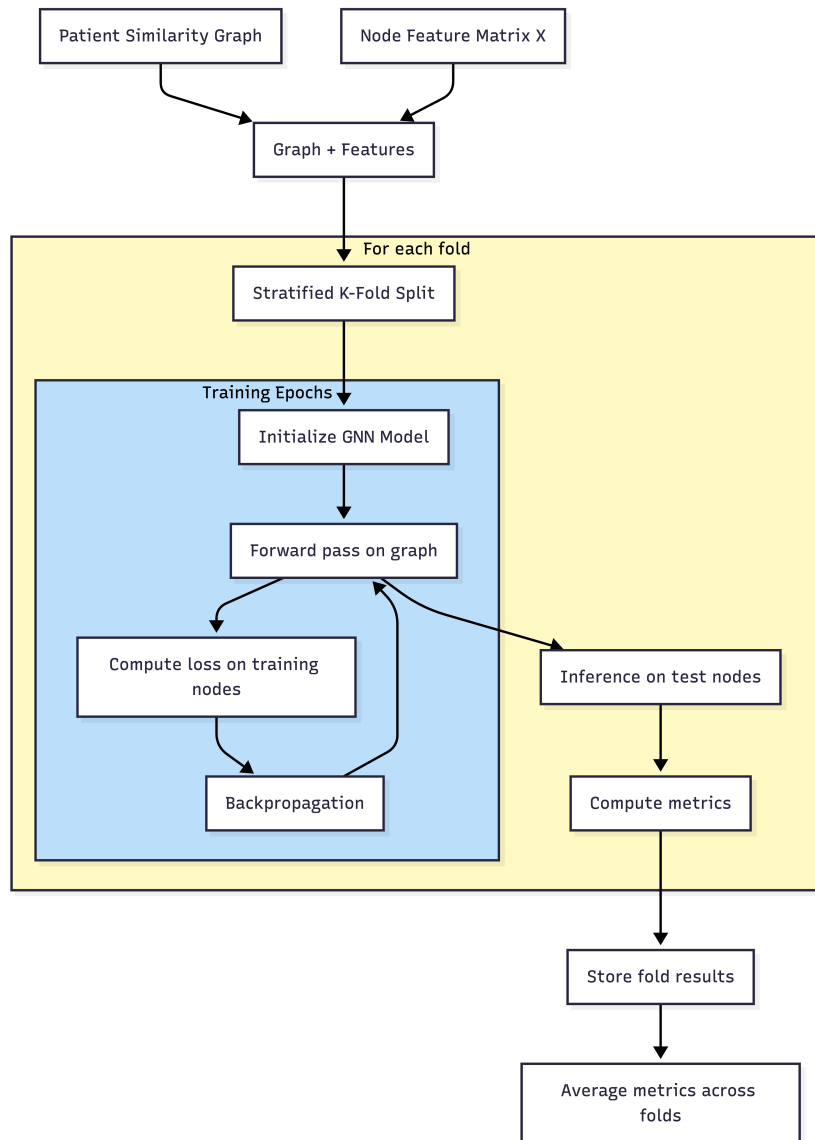 Patient Similarity Graph
Node Feature Matrix X
Graph + Features
For each fold
Stratified K-Fold Split
Training Epochs
Initialize GNN Model
Forward pass on graph
Compute loss on training
nodes
Inference on test nodes
Backpropagation
Compute metrics
Store fold results
Average metrics across
folds